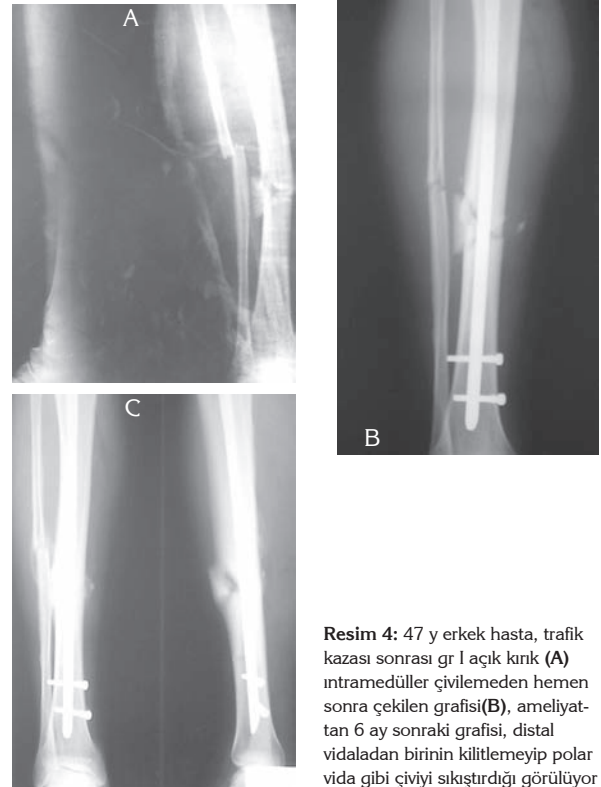 A
B
C
Resim 4: 47 y erkek hasta, trafik
kazası sonrası gr I açık kırık (A)
ıntramedüller çivilemeden hemen
sonra çekilen grafisi(B), ameliyat-
tan 6 ay sonraki grafisi, distal
vidaladan birinin kilitlemeyip polar
vida gibi çiviyi sıkıştırdığı görülüyor